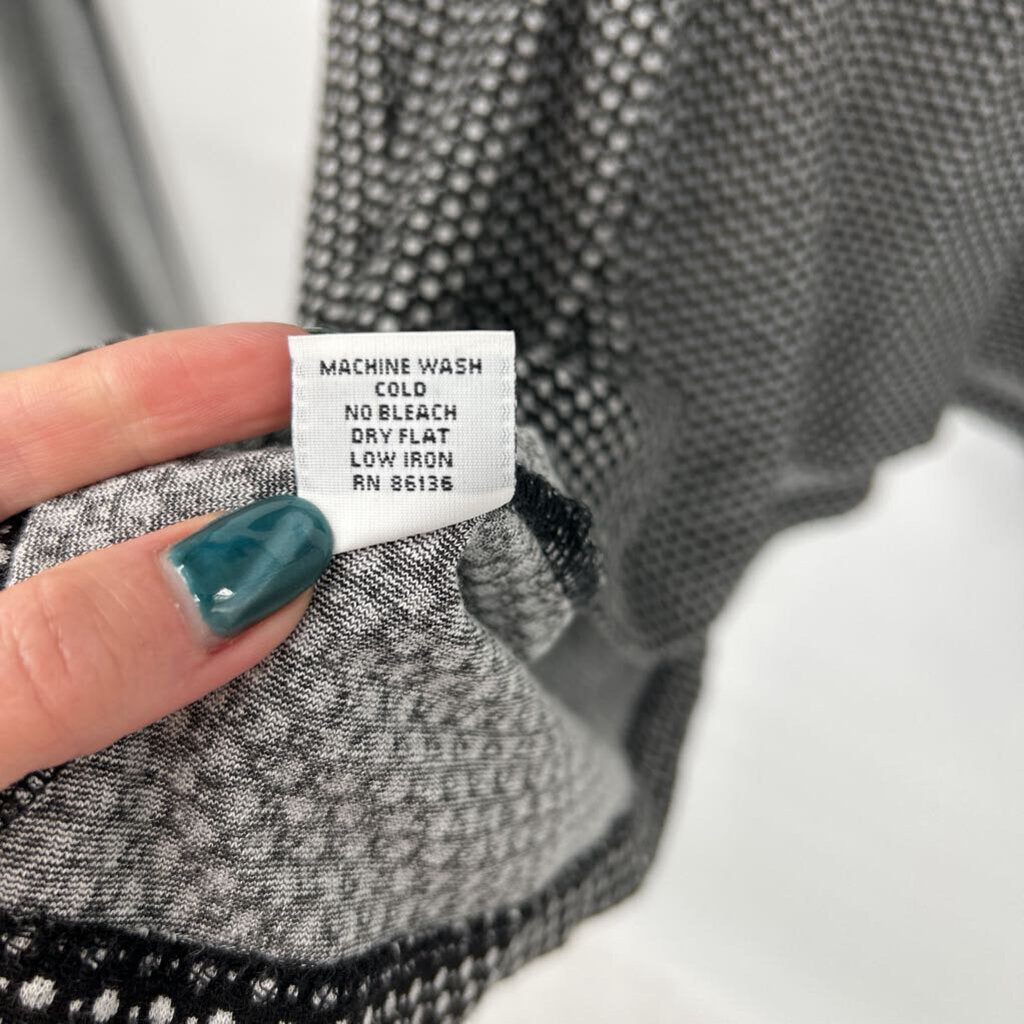 MACHINE WASH
COLD
NO BLEACH
DRY FLAT
LOW IRON
RN 86136